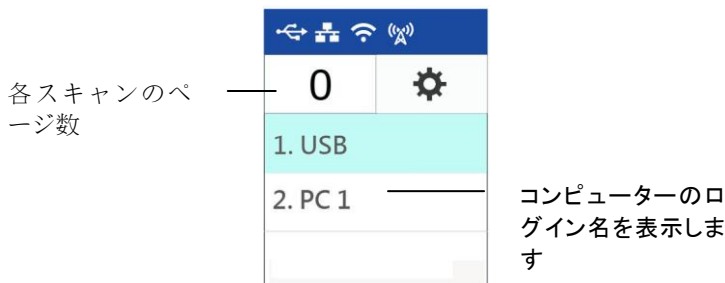 各スキャンのペ
ージ数
0
1. USB
2. PC 1
コンピューターのロ
グイン名を表示しま
す